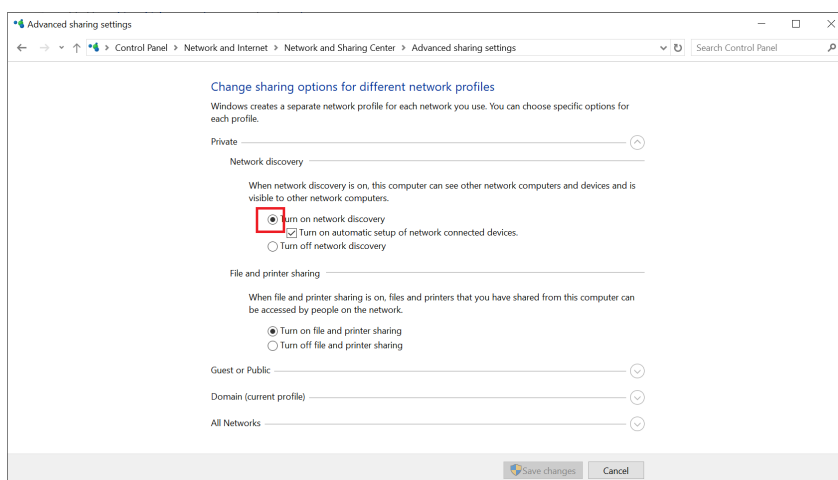 Advanced sharing settings
Control Panel > Network and Internet > Network and Sharing Center > Advanced sharing settings
Search Control Panel
Change sharing options for different network profiles
Windows creates a separate network profile for each network you use. You can choose specific options for
each profile.
Private
Network discovery
When network discovery is on, this computer can see other network computers and devices and is
visible to other network computers.
Turn on network discovery
Turn on automatic setup of network connected devices.
Turn off network discovery
File and printer sharing
When file and printer sharing is on, files and printers that you have shared from this computer can
be accessed by people on the network.
Turn on file and printer sharing
Turn off file and printer sharing
Guest or Public
Domain (current profile)
All Networks
Save changes
Cancel